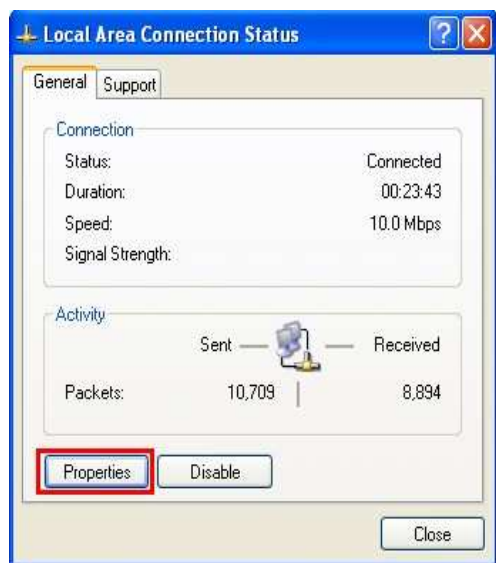 Local Area Connection Status
General Support
Connection
Status: Connected
Duration: 00:23:43
Speed: 10.0 Mbps
Signal Strength:
Activity
Sent Received
Packets: 10,709 8,894
Properties Disable
Close